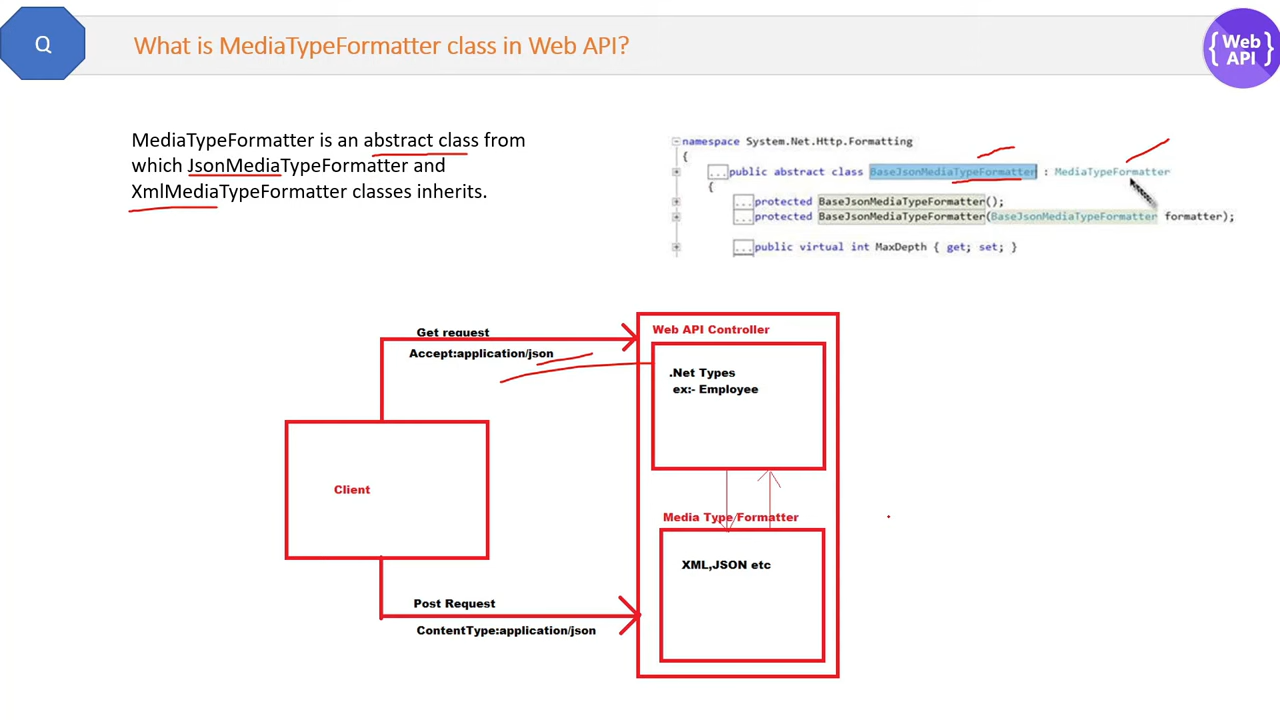 Q
What is MediaTypeFormatter class in Web API?
{Web
API}
MediaTypeFormatter is an abstract class from
which JsonMediaTypeFormatter and
XmlMediaTypeFormatter classes inherits.
namespace System.Net.Http.Formatting
{
...public abstract class BaseJsonMediaTypeFormatter : MediaTypeFormatter
{
...protected BaseJsonMediaTypeFormatter();
...protected BaseJsonMediaTypeFormatter(BaseJsonMediaTypeFormatter formatter);
...public virtual int MaxDepth { get; set; }
Get request
Accept:application/json
Web API Controller
.Net Types
ex:- Employee
Client
Media Type Formatter
XML,JSON etc
Post Request
ContentType:application/json